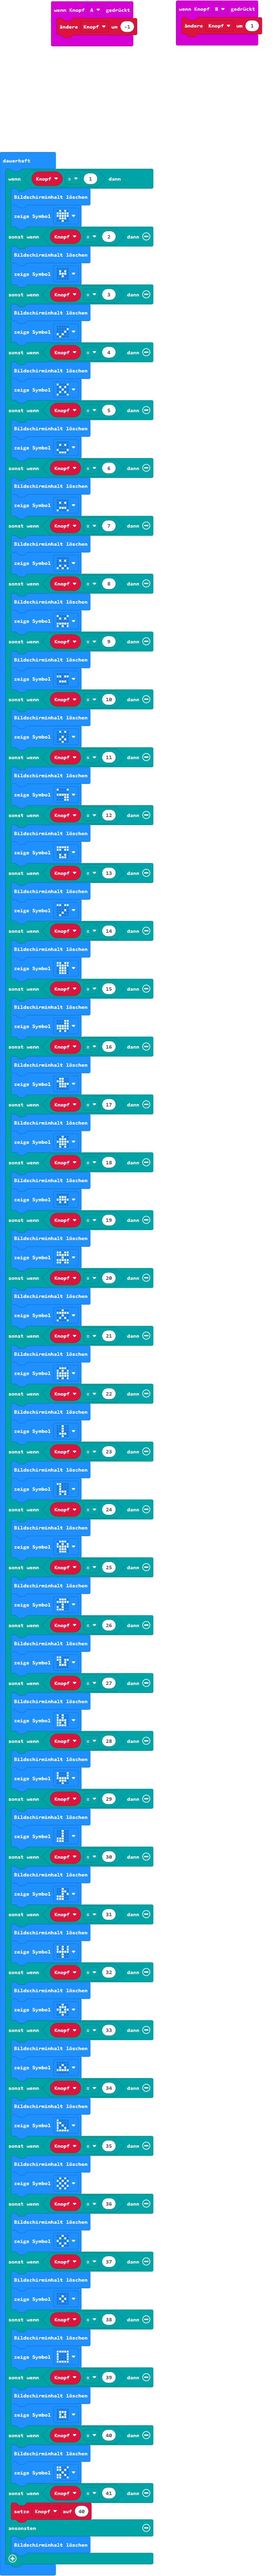 wenn Knopf A gedrückt
ändere Knopf um -1
wenn Knopf B gedrückt
ändere Knopf um 1
dauerhaft
wenn Knopf = 1 dann
Bildschirminhalt löschen
zeige Symbol
sonst wenn Knopf = 2 dann
Bildschirminhalt löschen
zeige Symbol
sonst wenn Knopf = 3 dann
Bildschirminhalt löschen
zeige Symbol
sonst wenn Knopf = 4 dann
Bildschirminhalt löschen
zeige Symbol
sonst wenn Knopf = 5 dann
Bildschirminhalt löschen
zeige Symbol
sonst wenn Knopf = 6 dann
Bildschirminhalt löschen
zeige Symbol
sonst wenn Knopf = 7 dann
Bildschirminhalt löschen
zeige Symbol
sonst wenn Knopf = 8 dann
Bildschirminhalt löschen
zeige Symbol
sonst wenn Knopf = 9 dann
Bildschirminhalt löschen
zeige Symbol
sonst wenn Knopf = 10 dann
Bildschirminhalt löschen
zeige Symbol
sonst wenn Knopf = 11 dann
Bildschirminhalt löschen
zeige Symbol
sonst wenn Knopf = 12 dann
Bildschirminhalt löschen
zeige Symbol
sonst wenn Knopf = 13 dann
Bildschirminhalt löschen
zeige Symbol
sonst wenn Knopf = 14 dann
Bildschirminhalt löschen
zeige Symbol
sonst wenn Knopf = 15 dann
Bildschirminhalt löschen
zeige Symbol
sonst wenn Knopf = 16 dann
Bildschirminhalt löschen
zeige Symbol
sonst wenn Knopf = 17 dann
Bildschirminhalt löschen
zeige Symbol
sonst wenn Knopf = 18 dann
Bildschirminhalt löschen
zeige Symbol
sonst wenn Knopf = 19 dann
Bildschirminhalt löschen
zeige Symbol
sonst wenn Knopf = 20 dann
Bildschirminhalt löschen
zeige Symbol
sonst wenn Knopf = 21 dann
Bildschirminhalt löschen
zeige Symbol
sonst wenn Knopf = 22 dann
Bildschirminhalt löschen
zeige Symbol
sonst wenn Knopf = 23 dann
Bildschirminhalt löschen
zeige Symbol
sonst wenn Knopf = 24 dann
Bildschirminhalt löschen
zeige Symbol
sonst wenn Knopf = 25 dann
Bildschirminhalt löschen
zeige Symbol
sonst wenn Knopf = 26 dann
Bildschirminhalt löschen
zeige Symbol
sonst wenn Knopf = 27 dann
Bildschirminhalt löschen
zeige Symbol
sonst wenn Knopf = 28 dann
Bildschirminhalt löschen
zeige Symbol
sonst wenn Knopf = 29 dann
Bildschirminhalt löschen
zeige Symbol
sonst wenn Knopf = 30 dann
Bildschirminhalt löschen
zeige Symbol
sonst wenn Knopf = 31 dann
Bildschirminhalt löschen
zeige Symbol
sonst wenn Knopf = 32 dann
Bildschirminhalt löschen
zeige Symbol
sonst wenn Knopf = 33 dann
Bildschirminhalt löschen
zeige Symbol
sonst wenn Knopf = 34 dann
Bildschirminhalt löschen
zeige Symbol
sonst wenn Knopf = 35 dann
Bildschirminhalt löschen
zeige Symbol
sonst wenn Knopf = 36 dann
Bildschirminhalt löschen
zeige Symbol
sonst wenn Knopf = 37 dann
Bildschirminhalt löschen
zeige Symbol
sonst wenn Knopf = 38 dann
Bildschirminhalt löschen
zeige Symbol
sonst wenn Knopf = 39 dann
Bildschirminhalt löschen
zeige Symbol
sonst wenn Knopf = 40 dann
Bildschirminhalt löschen
zeige Symbol
sonst wenn Knopf = 41 dann
setze Knopf auf 40
ansonsten
Bildschirminhalt löschen